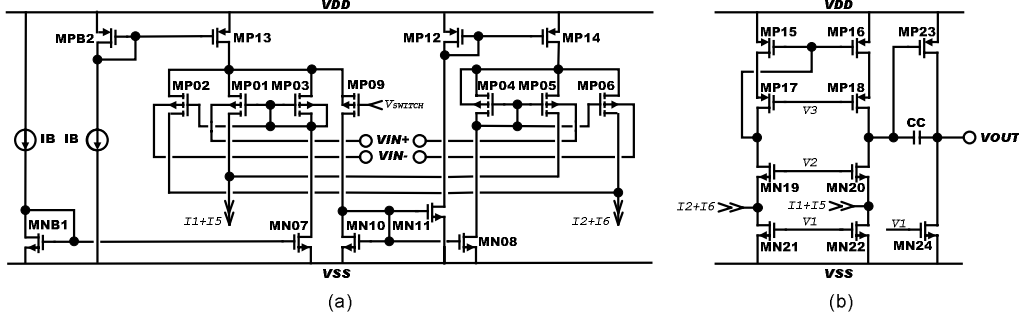 VDD
MPB2
MP13
MP12
MP14
MP02
MP01
MP03
MP09
VSWITCH
MP04
MP05
MP06
IB
IB
VIN+
VIN-
I1+I5
I2+I6
MNB1
MN07
MN10
MN11
MN08
VSS
(a)
VDD
MP15
MP16
MP23
MP17
MP18
V3
CC
VOUT
V2
MN19
MN20
I2+I6
I1+I5
V1
V1
MN21
MN22
MN24
VSS
(b)